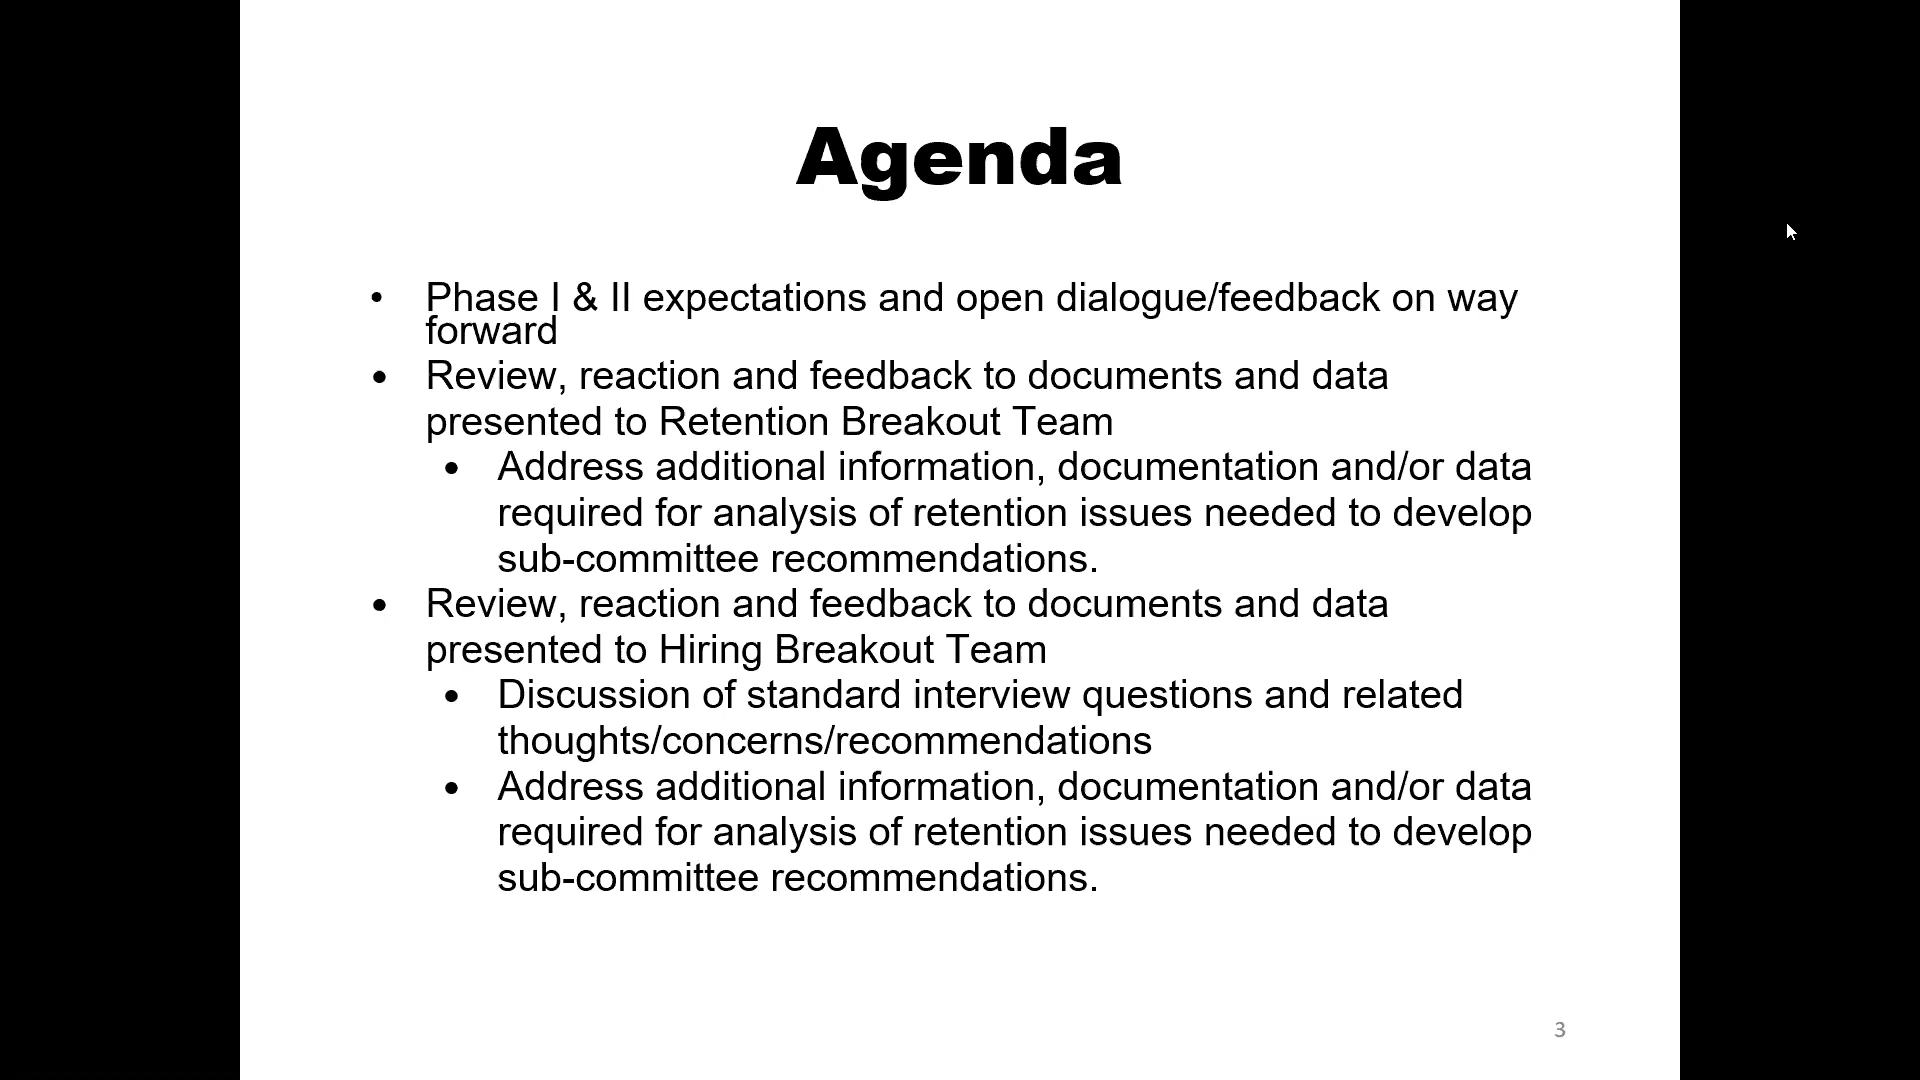 Agenda
• Phase I & II expectations and open dialogue/feedback on way
forward
• Review, reaction and feedback to documents and data
presented to Retention Breakout Team
• Address additional information, documentation and/or data
required for analysis of retention issues needed to develop
sub-committee recommendations.
• Review, reaction and feedback to documents and data
presented to Hiring Breakout Team
• Discussion of standard interview questions and related
thoughts/concerns/recommendations
• Address additional information, documentation and/or data
required for analysis of retention issues needed to develop
sub-committee recommendations.
3